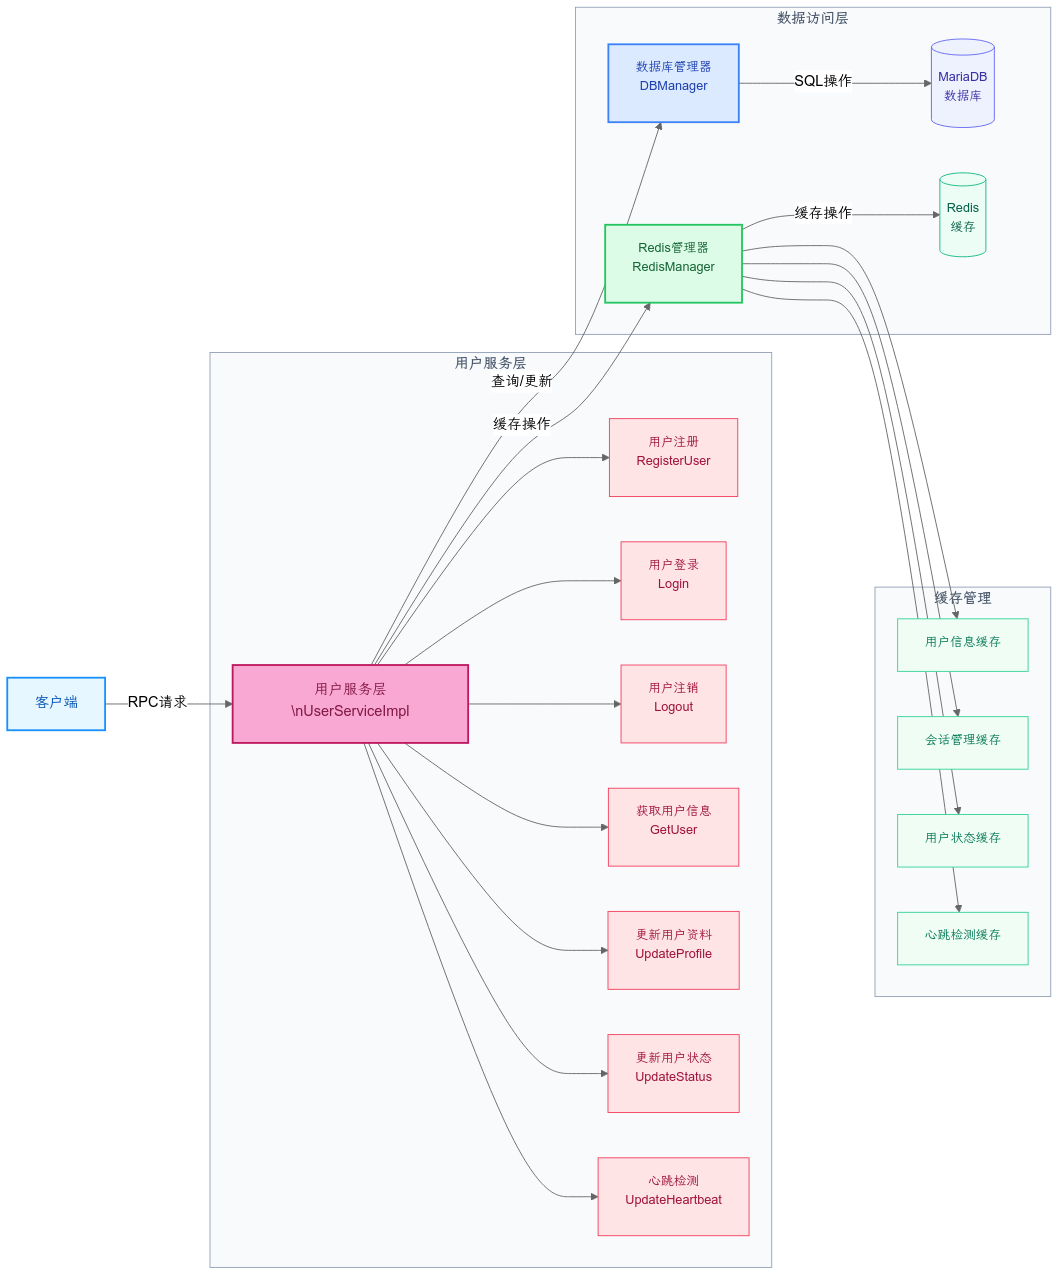 数据访问层
数据库管理器
DBManager
SQL操作
MariaDB
数据库
缓存操作
Redis
缓存
Redis管理器
RedisManager
用户服务层
查询/更新
缓存操作
用户注册
RegisterUser
用户登录
Login
缓存管理
用户信息缓存
客户端
RPC请求
用户服务层
\nUserServiceImpl
用户注销
Logout
会话管理缓存
获取用户信息
GetUser
用户状态缓存
更新用户资料
UpdateProfile
心跳检测缓存
更新用户状态
UpdateStatus
心跳检测
UpdateHeartbeat